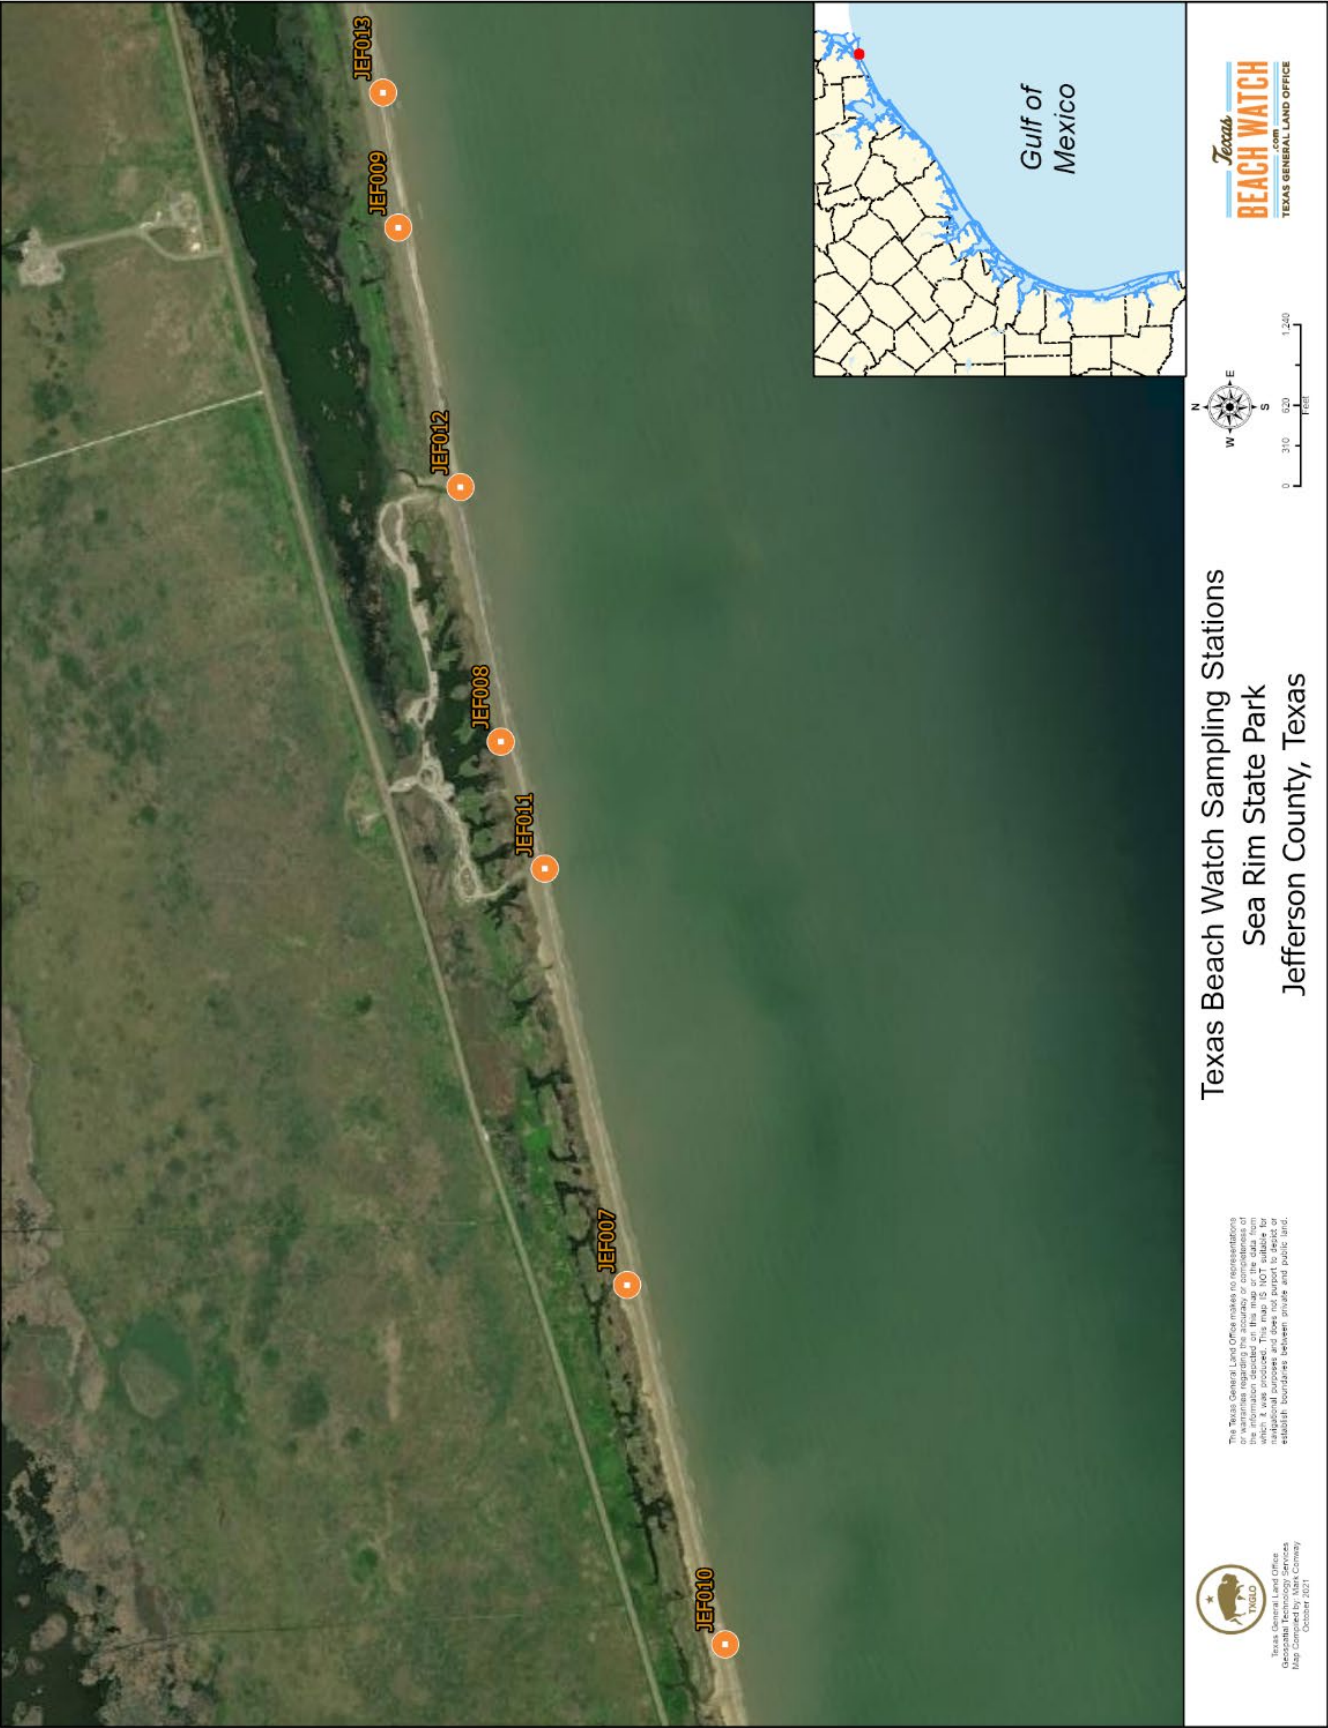 JEF010
JEF007
JEF011
JEF008
JEF012
JEF009
JEF013
Gulf of
Mexico
TXGLO
Texas General Land Office
Geospatial Technology Services
Map Compiled by: Mark Conway
October 2021
The Texas General Land Office makes no representations
or warranties regarding the accuracy or completeness of
the information depicted on this map or the data from
which it was produced. This map IS NOT suitable for
navigational purposes and does not purport to depict or
establish boundaries between private and public land.
Texas Beach Watch Sampling Stations
Sea Rim State Park
Jefferson County, Texas
N
W E
S
0 310 620 1,240
Feet
Texas
BEACH WATCH
.com
TEXAS GENERAL LAND OFFICE